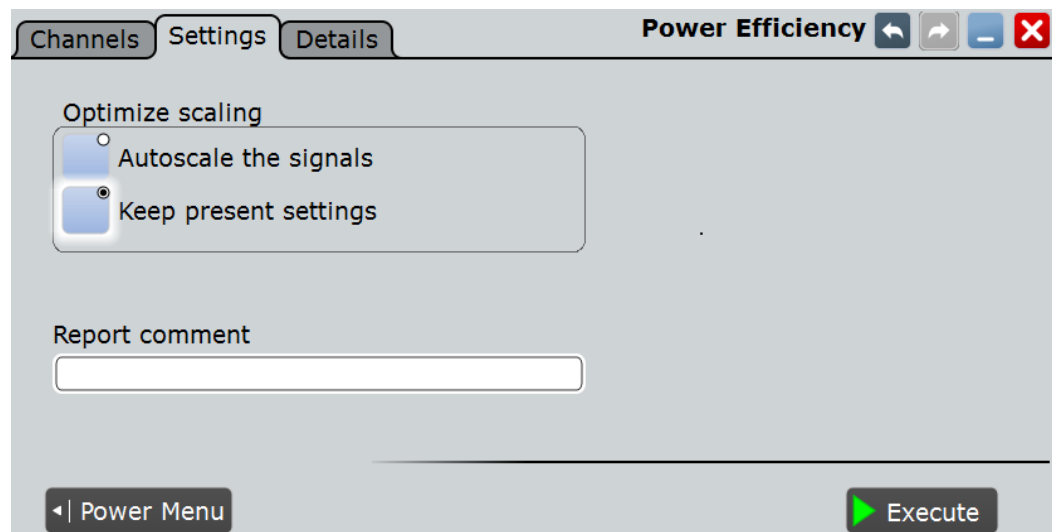 Channels Settings Details Power Efficiency
Optimize scaling
Autoscale the signals
Keep present settings
Report comment
Power Menu Execute